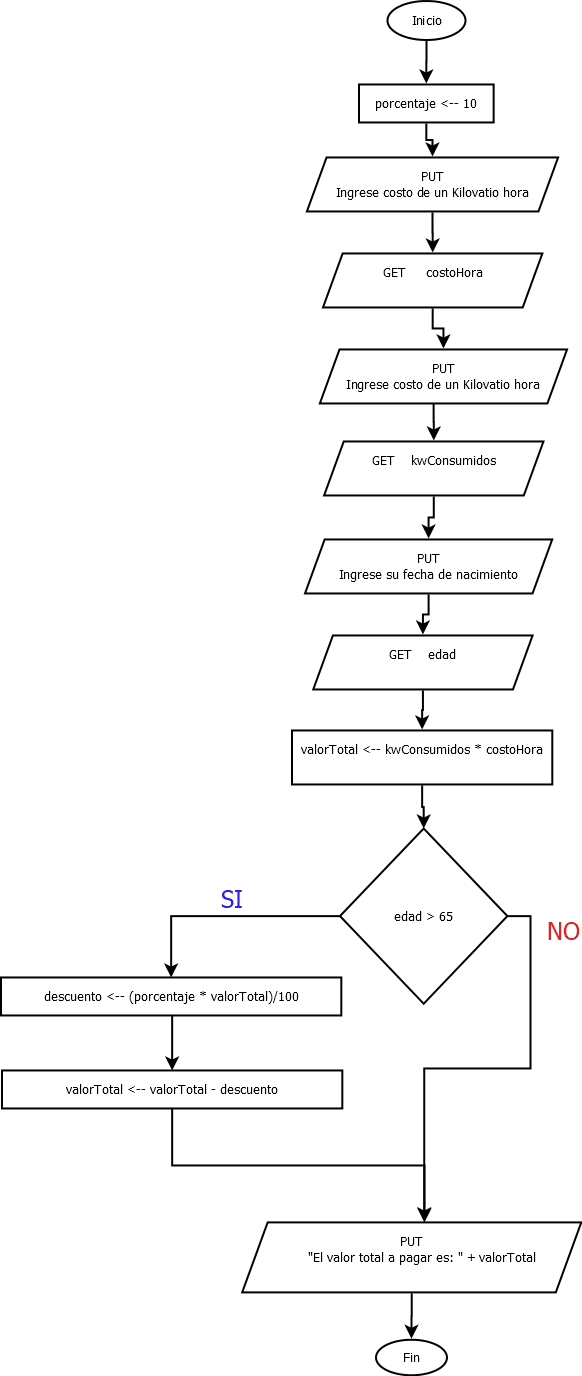 Inicio
porcentaje <-- 10
PUT
Ingrese costo de un Kilovatio hora
GET costoHora
PUT
Ingrese costo de un Kilovatio hora
GET kwConsumidos
PUT
Ingrese su fecha de nacimiento
GET edad
valorTotal <-- kwConsumidos * costoHora
edad > 65
SI
NO
descuento <-- (porcentaje * valorTotal)/100
valorTotal <-- valorTotal - descuento
PUT
"El valor total a pagar es: " + valorTotal
Fin